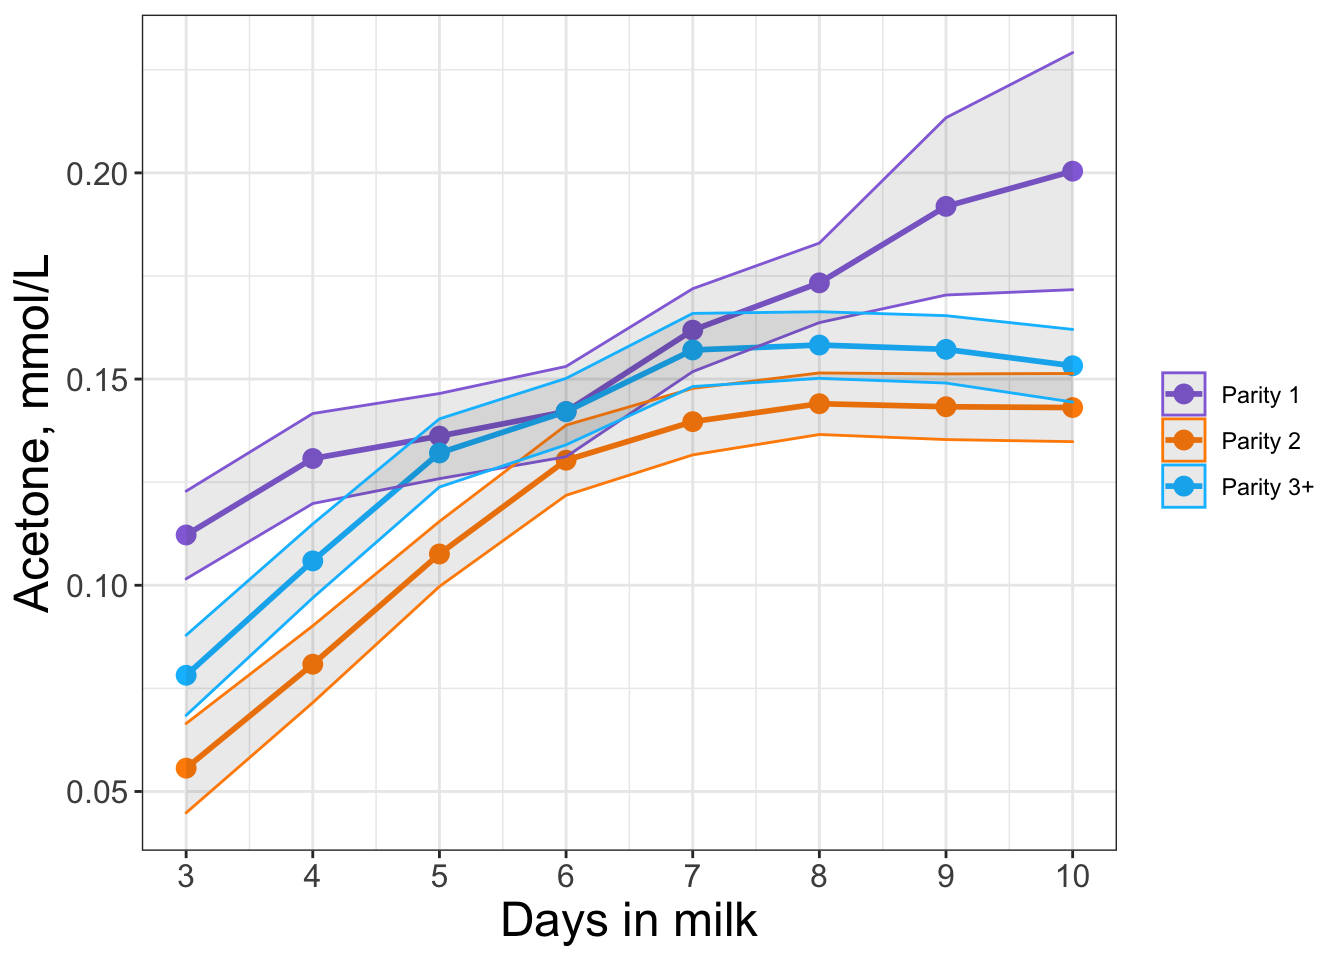 Acetone, mmol/L
0.20
0.15
0.10
0.05
3 4 5 6 7 8 9 10
Days in milk
Parity 1
Parity 2
Parity 3+